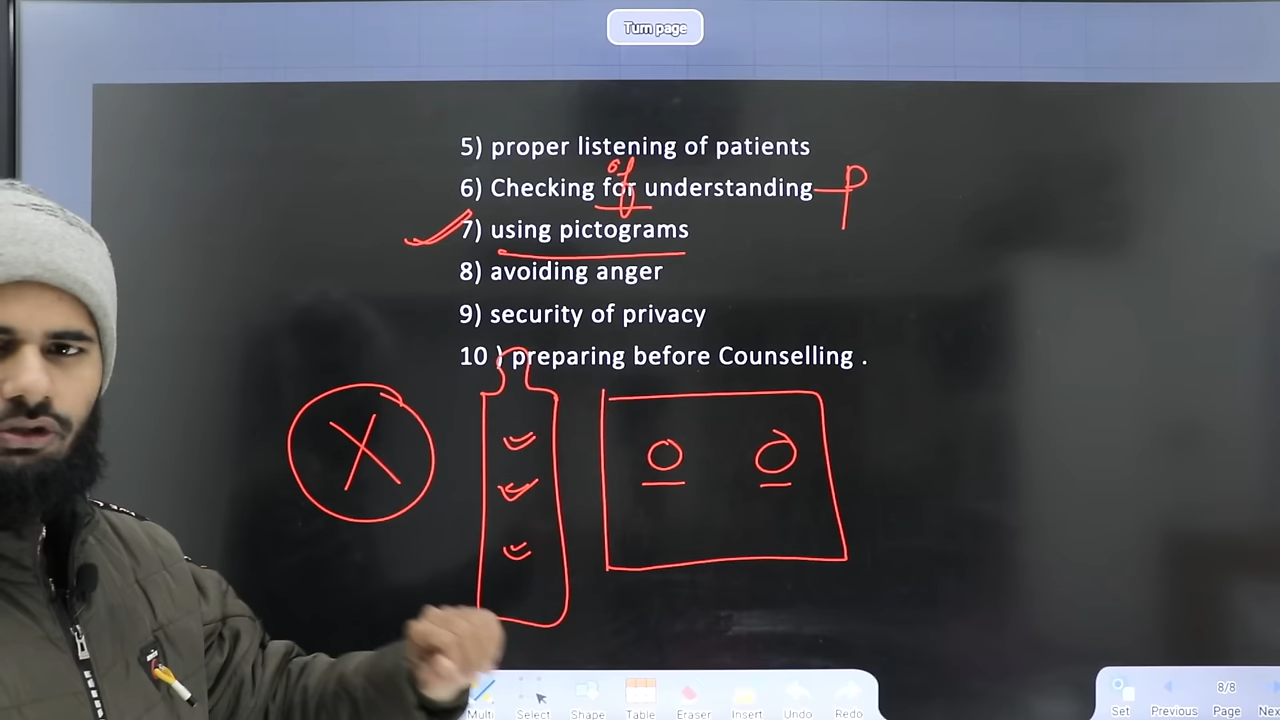 Turn page
5) proper listening of patients
of
6) Checking for understanding P
7) using pictograms
8) avoiding anger
9) security of privacy
10 ) preparing before Counselling .
Multi Select Shape Table Eraser Insert Undo Redo
8/8
Set Previous Page Nex